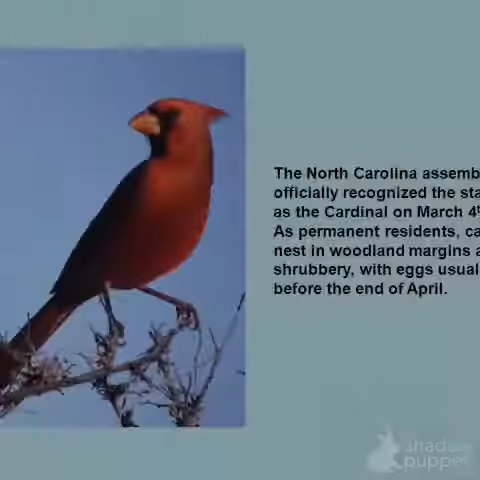 The North Carolina assemb
officially recognized the sta
as the Cardinal on March 4t
As permanent residents, ca
nest in woodland margins a
shrubbery, with eggs usual
before the end of April.
shad
puppet